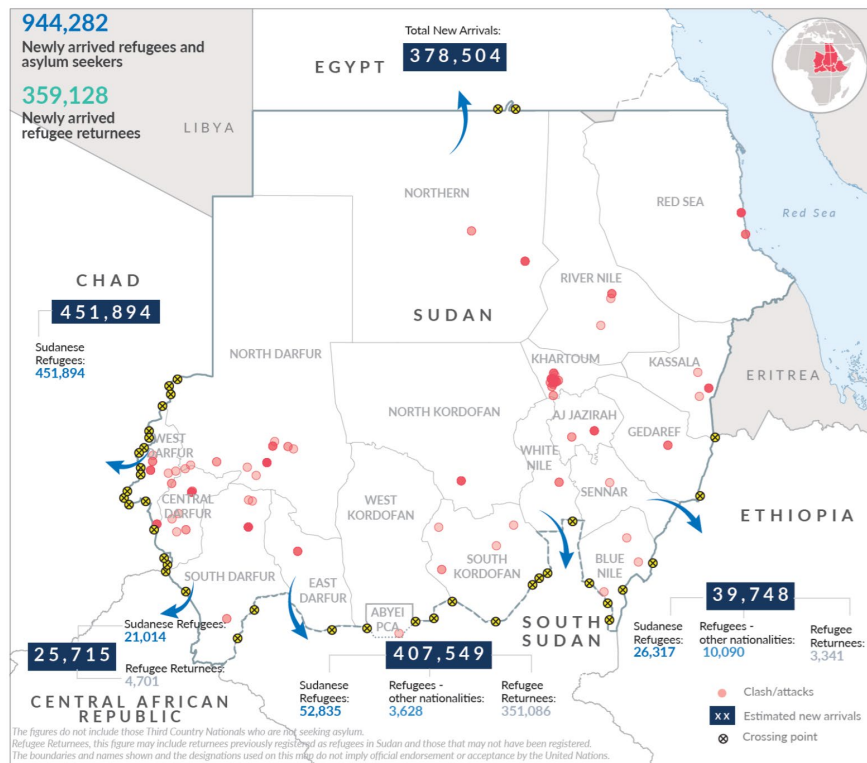 944,282
Newly arrived refugees and
asylum seekers
359,128
Newly arrived
refugee returnees
Total New Arrivals:
378,504
EGYPT
LIBYA
Red Sea
NORTHERN
RED SEA
CHAD
451,894
Sudanese
Refugees:
451,894
RIVER NILE
SUDAN
NORTH DARFUR
KHARTOUM
KASSALA
ERITREA
NORTH KORDOFAN
AJ JAZIRAH
GEDAREF
WEST
DARFUR
WHITE
NILE
CENTRAL
DARFUR
WEST
KORDOFAN
SENNAR
ETHIOPIA
SOUTH
KORDOFAN
BLUE
NILE
SOUTH DARFUR
EAST
DARFUR
ABYEI
PCA
SOUTH
SUDAN
39,748
Sudanese
Refugees:
26,317
Refugees -
other nationalities:
10,090
Refugee
Returnees:
3,341
Sudanese Refugees:
21,014
25,715
Refugee Returnees:
4,701
CENTRAL AFRICAN
REPUBLIC
407,549
Sudanese
Refugees:
52,835
Refugees -
other nationalities:
3,628
Refugee
Returnees:
351,086
Clash/attacks
xx Estimated new arrivals
Crossing point
The figures do not include those Third Country Nationals who are not seeking asylum.
Refugee Returnees, this figure may include returnees previously registered as refugees in Sudan and those that may not have been registered.
The boundaries and names shown and the designations used on this map do not imply official endorsement or acceptance by the United Nations.